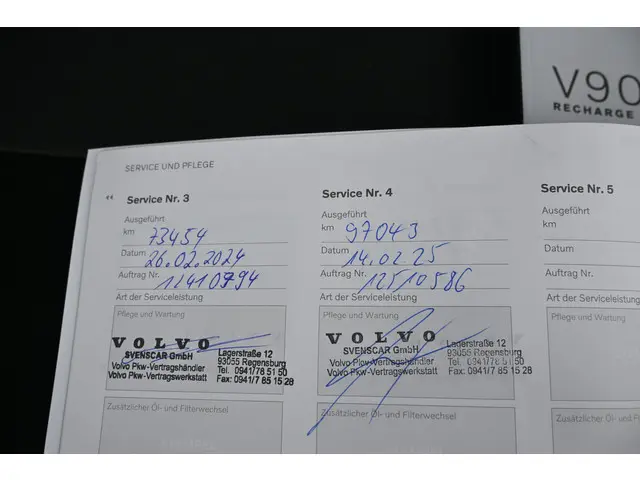 V90
RECHARGE
SERVICE UND PFLEGE
Service Nr. 3
Ausgeführt
km 73454
Datum 26.02.2024
Auftrag Nr.
Art der Serviceleistung
Pflege und Wartung
VOLVO
SVENSCAR GmbH
Volvo Pkw-Vertragshändler
Volvo Pkw-Vertragswerkstatt
Lagerstraße 12
93055 Regensburg
Tel. 0941/78 51 50
Fax: 0941/7 85 15 28
Zusätzlicher Öl- und Filterwechsel
Service Nr. 4
Ausgeführt
km 97043
Datum 14.02.25
Auftrag Nr. 12510586
Art der Serviceleistung
Pflege und Wartung
VOLVO
SVENSCAR GmbH
Volvo Pkw-Vertragshändler
Volvo Pkw-Vertragswerkstatt
Lagerstraße 12
93055 Regensburg
Tel. 0941/78 51 50
Fax: 0941/7 85 15 28
Zusätzlicher Öl- und Filterwechsel
Service Nr. 5
Ausgeführt
km
Datum
Auftrag Nr.
Art der Serviceleistung
Pflege und Wartung
Zusätzlicher Öl- und